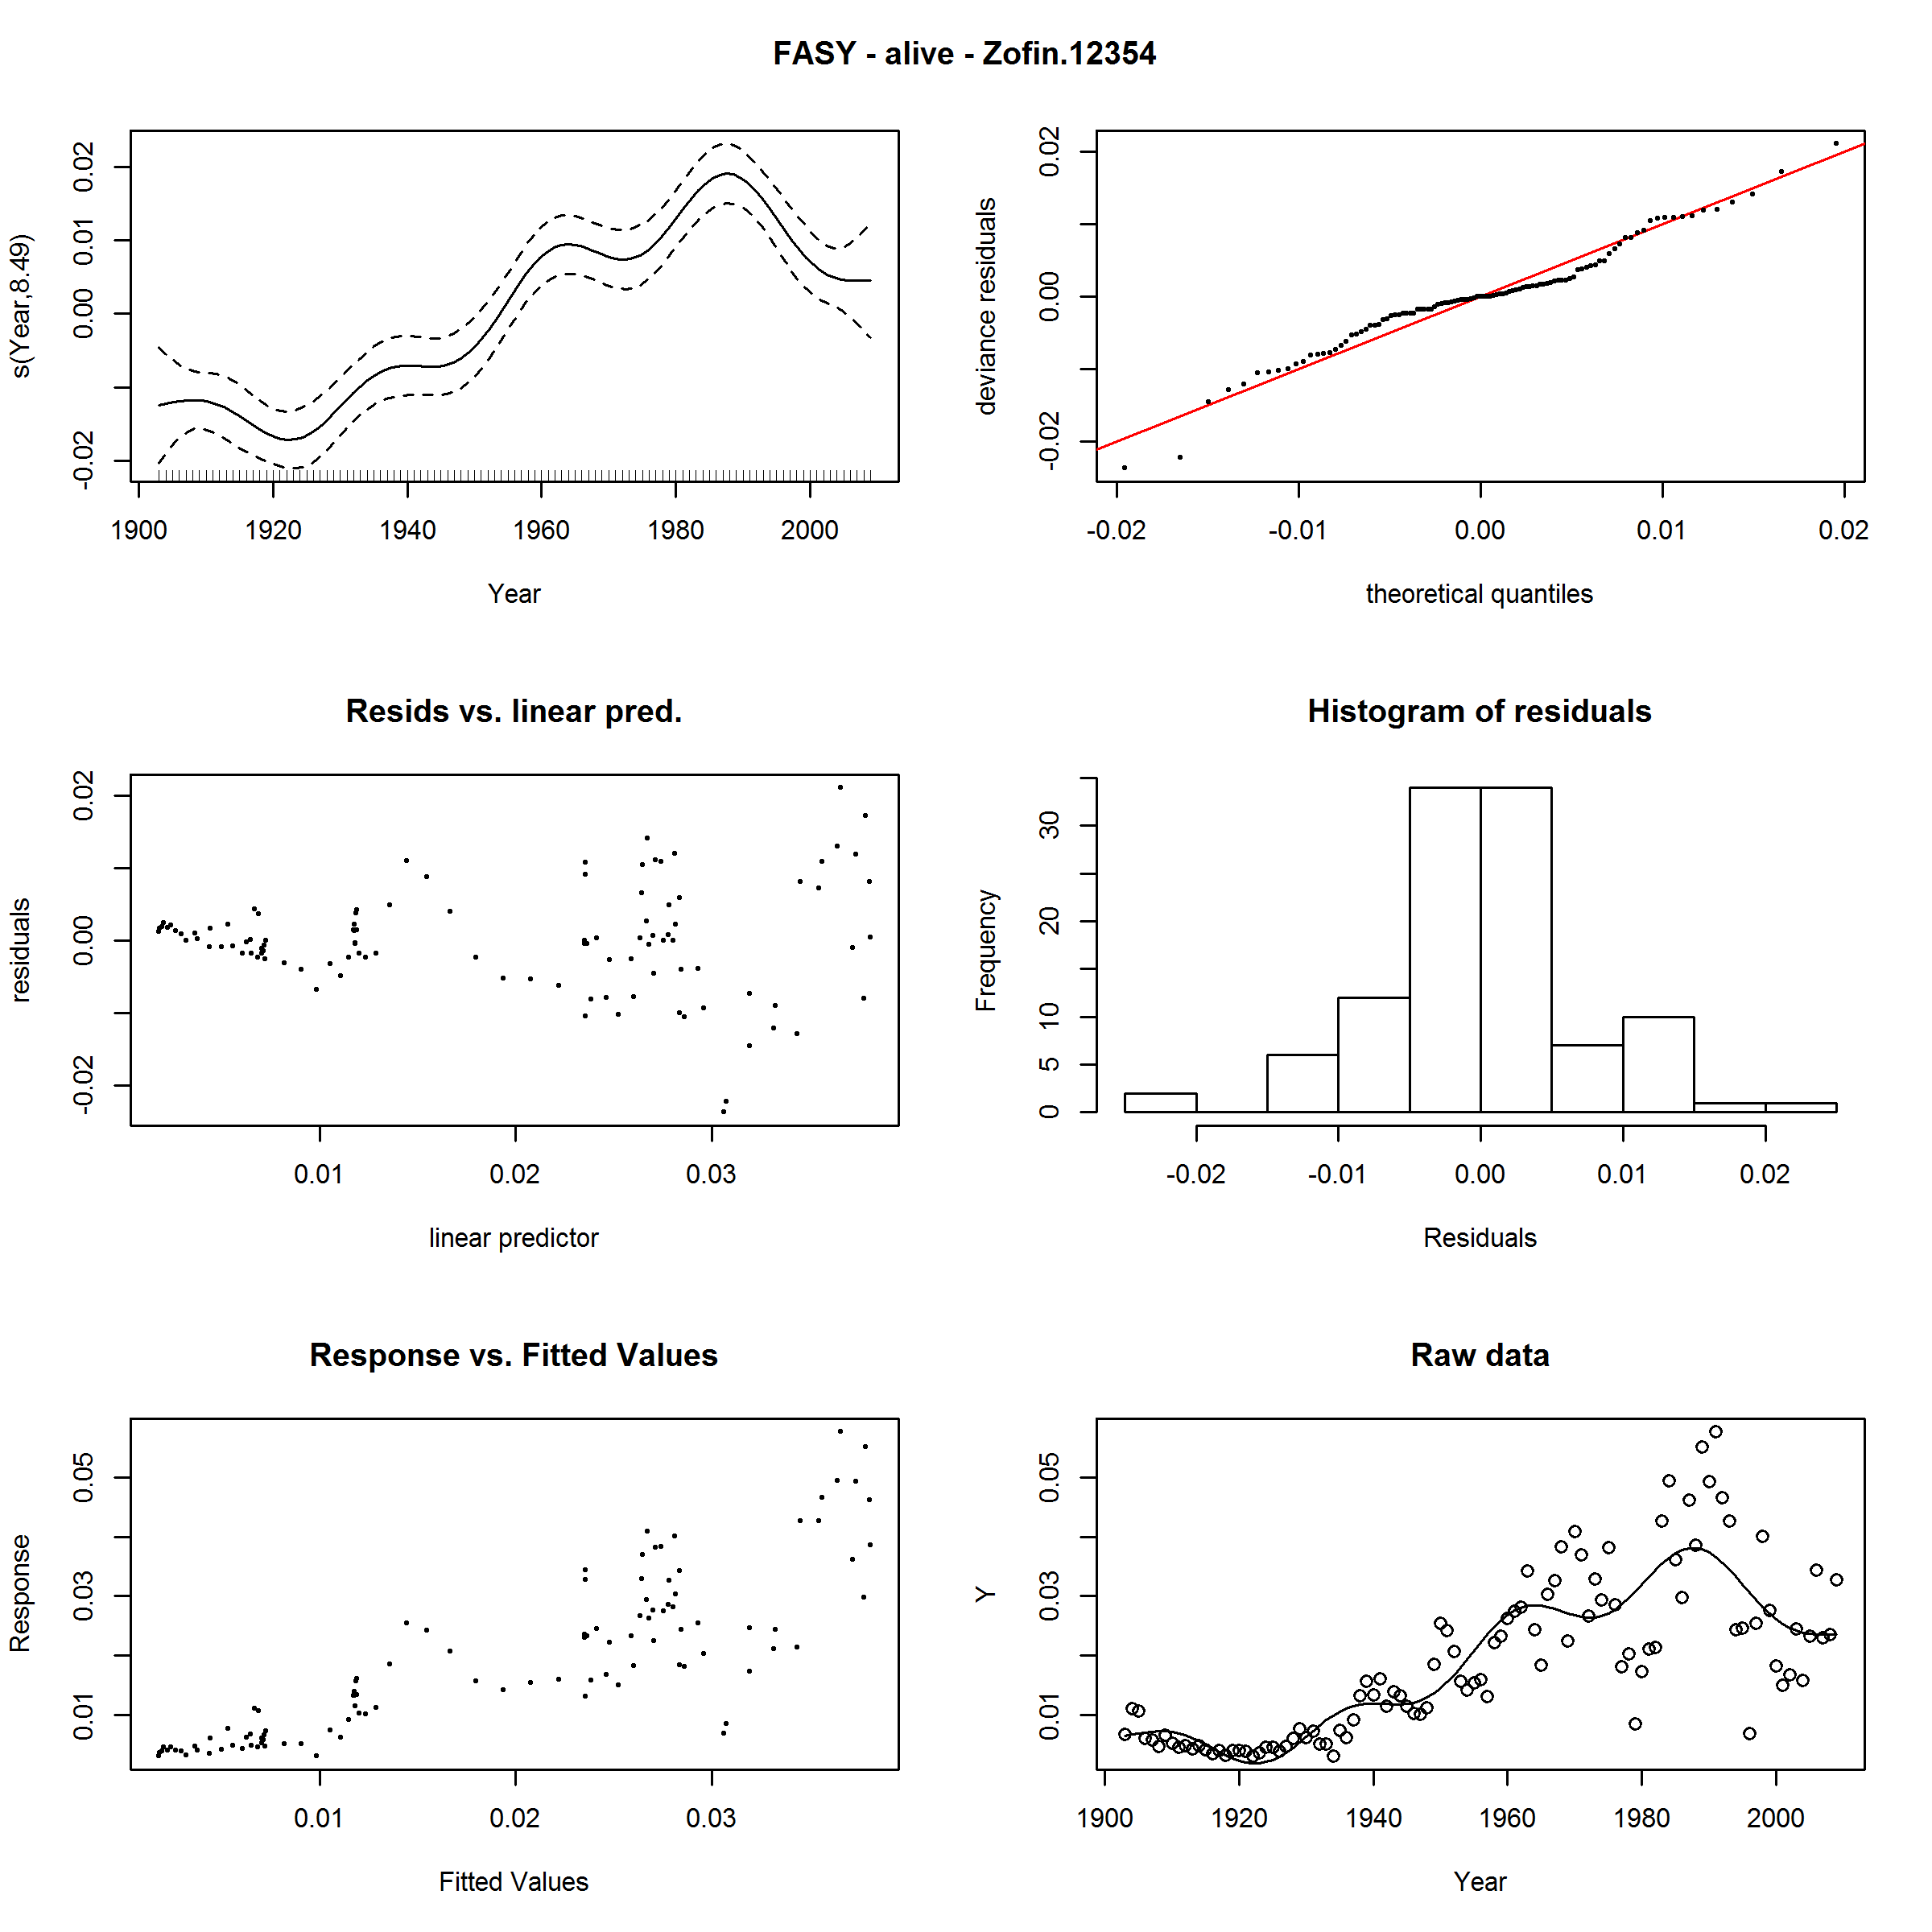 FASY - alive - Zofin.12354
s(Year,8.49)
-0.02 0.00 0.01 0.02
1900 1920 1940 1960 1980 2000
Year
deviance residuals
-0.02 0.00 0.02
-0.02 -0.01 0.00 0.01 0.02
theoretical quantiles
Resids vs. linear pred.
residuals
-0.02 0.00 0.02
0.01 0.02 0.03
linear predictor
Histogram of residuals
Frequency
0 5 10 20 30
-0.02 -0.01 0.00 0.01 0.02
Residuals
Response vs. Fitted Values
Response
0.01 0.03 0.05
0.01 0.02 0.03
Fitted Values
Raw data
Y
0.01 0.03 0.05
1900 1920 1940 1960 1980 2000
Year